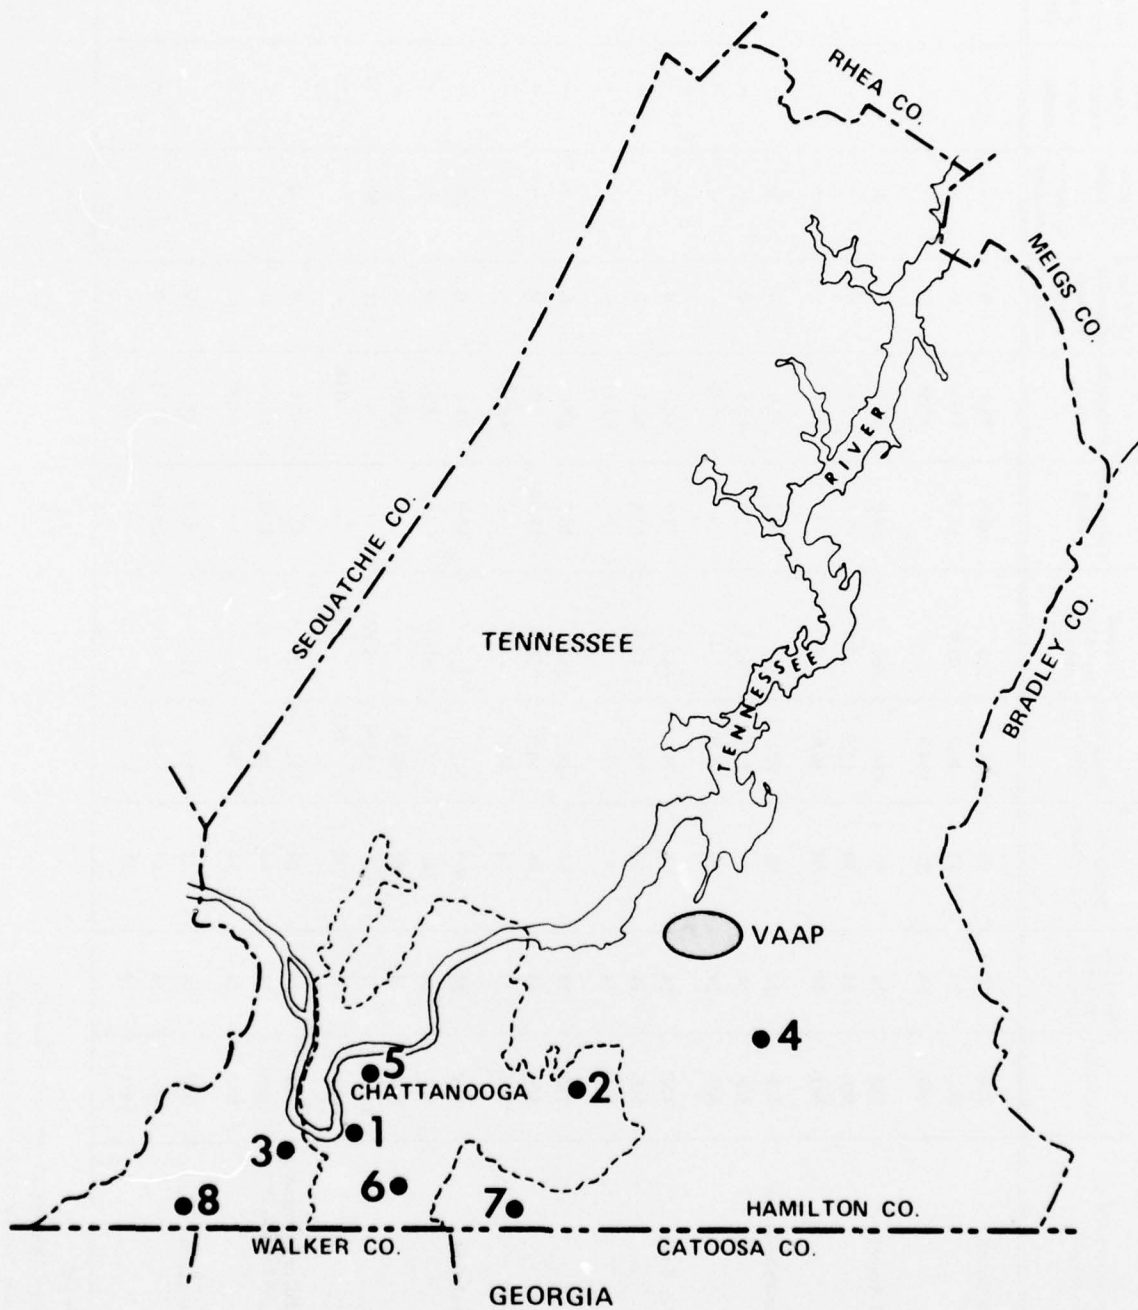 RHEA CO.
MEIGS CO.
RIVER
SEQUATCHIE CO.
TENNESSEE
TENNESSEE
BRADLEY CO.
VAAP
4
5
CHATTANOOGA
2
1
3
6
8
7
HAMILTON CO.
WALKER CO.
CATOOSA CO.
GEORGIA